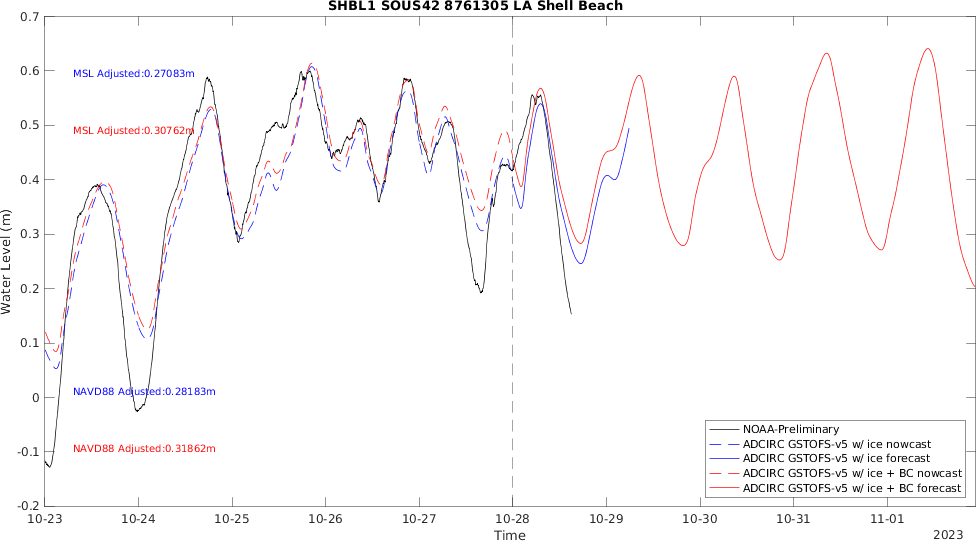 SHBL1 SOUS42 8761305 LA Shell Beach
0.7
0.6
0.5
0.4
0.3
0.2
0.1
0
-0.1
-0.2
Water Level (m)
MSL Adjusted:0.27083m
MSL Adjusted:0.30762m
NAVD88 Adjusted:0.28183m
NAVD88 Adjusted:0.31862m
NOAA-Preliminary
ADCIRC GSTOFS-v5 w/ ice nowcast
ADCIRC GSTOFS-v5 w/ ice forecast
ADCIRC GSTOFS-v5 w/ ice + BC nowcast
ADCIRC GSTOFS-v5 w/ ice + BC forecast
10-23 10-24 10-25 10-26 10-27 10-28 10-29 10-30 10-31 11-01
Time
2023